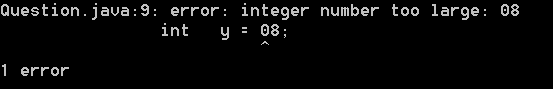 Question.java:9: error: integer number too large: 08
int y = 08;
^
1 error